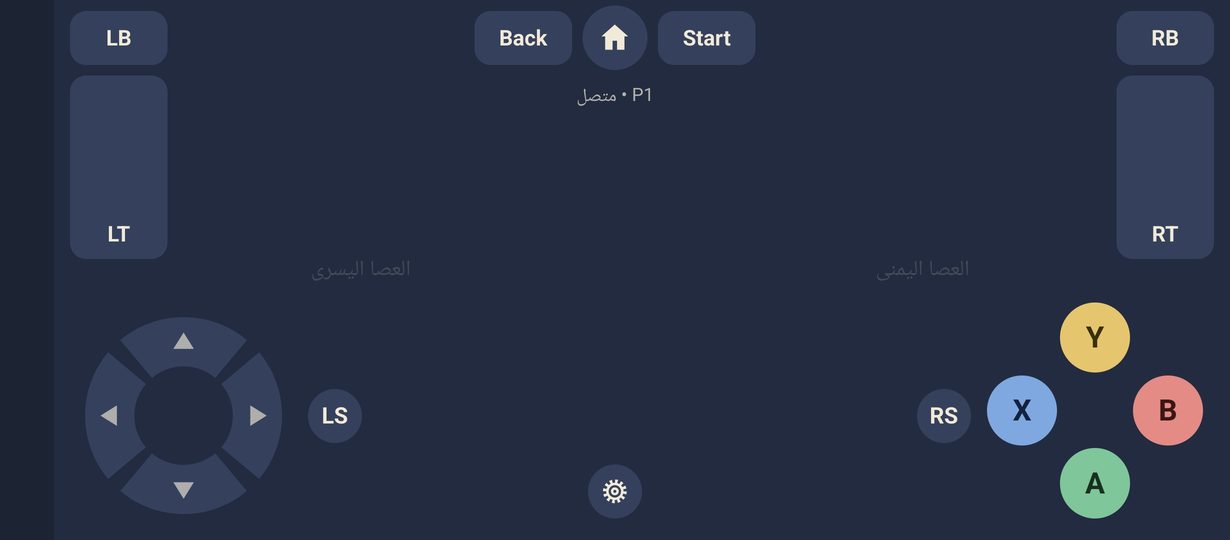 LB
Back
Start
RB
P1 • متصل
LT
RT
العصا اليسرى
العصا اليمنى
Y
LS
RS
X
B
A